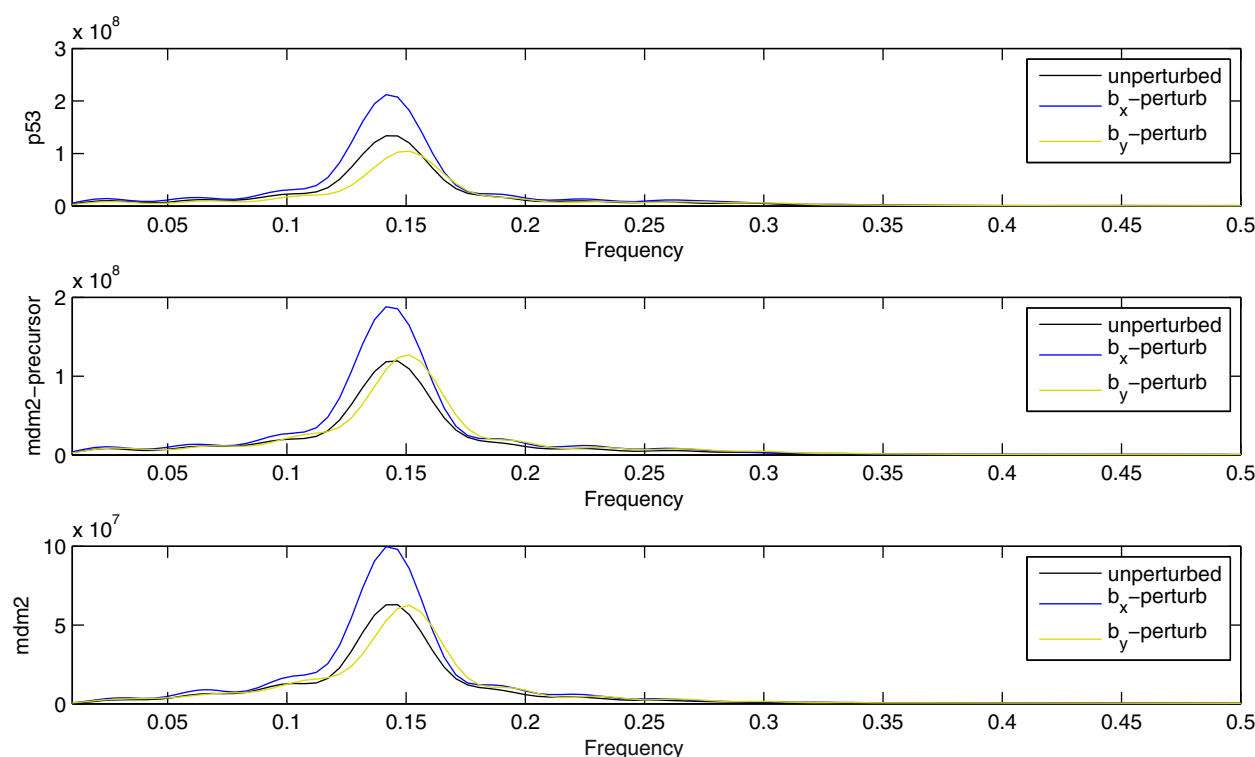 x 10^8
3
2
1
0
p53
unperturbed
b_x-perturb
b_y-perturb
0.05 0.1 0.15 0.2 0.25 0.3 0.35 0.4 0.45 0.5
Frequency
x 10^8
2
1
0
mdm2-precursor
unperturbed
b_x-perturb
b_y-perturb
0.05 0.1 0.15 0.2 0.25 0.3 0.35 0.4 0.45 0.5
Frequency
x 10^7
10
5
0
mdm2
unperturbed
b_x-perturb
b_y-perturb
0.05 0.1 0.15 0.2 0.25 0.3 0.35 0.4 0.45 0.5
Frequency